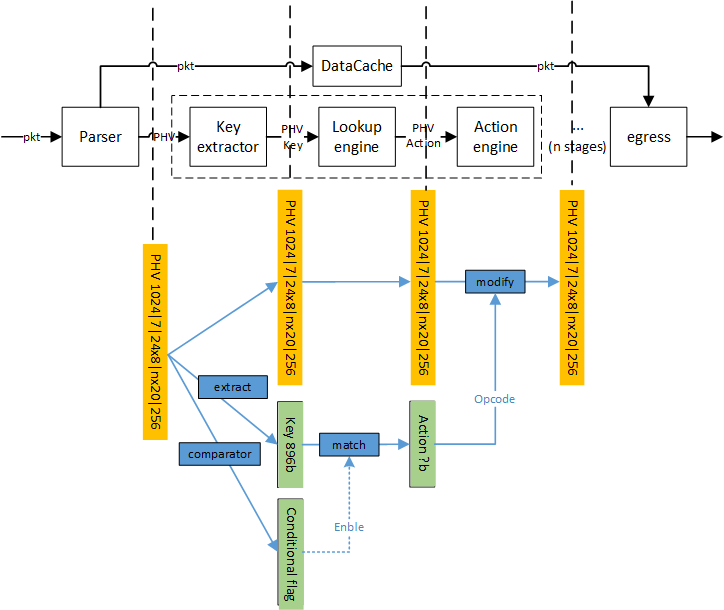 pkt
DataCache
pkt
pkt
Parser
PHV
Key
extractor
PHV
Key
Lookup
engine
PHV
Action
Action
engine
...
(n stages)
egress
PHV 1024|7|24x8|nx20|256
PHV 1024|7|24x8|nx20|256
PHV 1024|7|24x8|nx20|256
PHV 1024|7|24x8|nx20|256
modify
extract
Opcode
comparator
Key 896b
match
Action ?b
Conditional flag
Enble